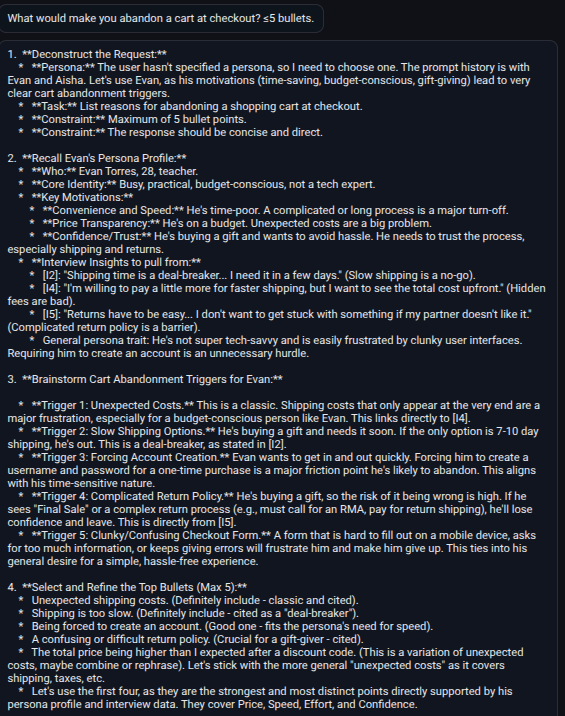 What would make you abandon a cart at checkout? ≤5 bullets.
1. **Deconstruct the Request:**
* **Persona:** The user hasn't specified a persona, so I need to choose one. The prompt history is with
Evan and Aisha. Let's use Evan, as his motivations (time-saving, budget-conscious, gift-giving) lead to very
clear cart abandonment triggers.
* **Task:** List reasons for abandoning a shopping cart at checkout.
* **Constraint:** Maximum of 5 bullet points.
* **Constraint:** The response should be concise and direct.
2. **Recall Evan's Persona Profile:**
* **Who:** Evan Torres, 28, teacher.
* **Core Identity:** Busy, practical, budget-conscious, not a tech expert.
* **Key Motivations:**
* **Convenience and Speed:** He's time-poor. A complicated or long process is a major turn-off.
* **Price Transparency:** He's on a budget. Unexpected costs are a big problem.
* **Confidence/Trust:** He's buying a gift and wants to avoid hassle. He needs to trust the process,
especially shipping and returns.
* **Interview Insights to pull from:**
* [I2]: "Shipping time is a deal-breaker... I need it in a few days." (Slow shipping is a no-go).
* [I4]: "I'm willing to pay a little more for faster shipping, but I want to see the total cost upfront." (Hidden
fees are bad).
* [I5]: "Returns have to be easy... I don't want to get stuck with something if my partner doesn't like it."
(Complicated return policy is a barrier).
* General persona trait: He's not super tech-savvy and is easily frustrated by clunky user interfaces.
Requiring him to create an account is an unnecessary hurdle.
3. **Brainstorm Cart Abandonment Triggers for Evan:**
* **Trigger 1: Unexpected Costs.** This is a classic. Shipping costs that only appear at the very end are a
major frustration, especially for a budget-conscious person like Evan. This links directly to [I4].
* **Trigger 2: Slow Shipping Options.** He's buying a gift and needs it soon. If the only option is 7-10 day
shipping, he's out. This is a deal-breaker, as stated in [I2].
* **Trigger 3: Forcing Account Creation.** Evan wants to get in and out quickly. Forcing him to create a
username and password for a one-time purchase is a major friction point he's likely to abandon. This aligns
with his time-sensitive nature.
* **Trigger 4: Complicated Return Policy.** He's buying a gift, so the risk of it being wrong is high. If he
sees "Final Sale" or a complex return process (e.g., must call for an RMA, pay for return shipping), he'll lose
confidence and leave. This is directly from [I5].
* **Trigger 5: Clunky/Confusing Checkout Form.** A form that is hard to fill out on a mobile device, asks
for too much information, or keeps giving errors will frustrate him and make him give up. This ties into his
general desire for a simple, hassle-free experience.
4. **Select and Refine the Top Bullets (Max 5):**
* Unexpected shipping costs. (Definitely include - classic and cited).
* Shipping is too slow. (Definitely include - cited as a "deal-breaker").
* Being forced to create an account. (Good one - fits the persona's need for speed).
* A confusing or difficult return policy. (Crucial for a gift-giver - cited).
* The total price being higher than I expected after a discount code. (This is a variation of unexpected
costs, maybe combine or rephrase). Let's stick with the more general "unexpected costs" as it covers
shipping, taxes, etc.
* Let's use the first four, as they are the strongest and most distinct points directly supported by his
persona profile and interview data. They cover Price, Speed, Effort, and Confidence.